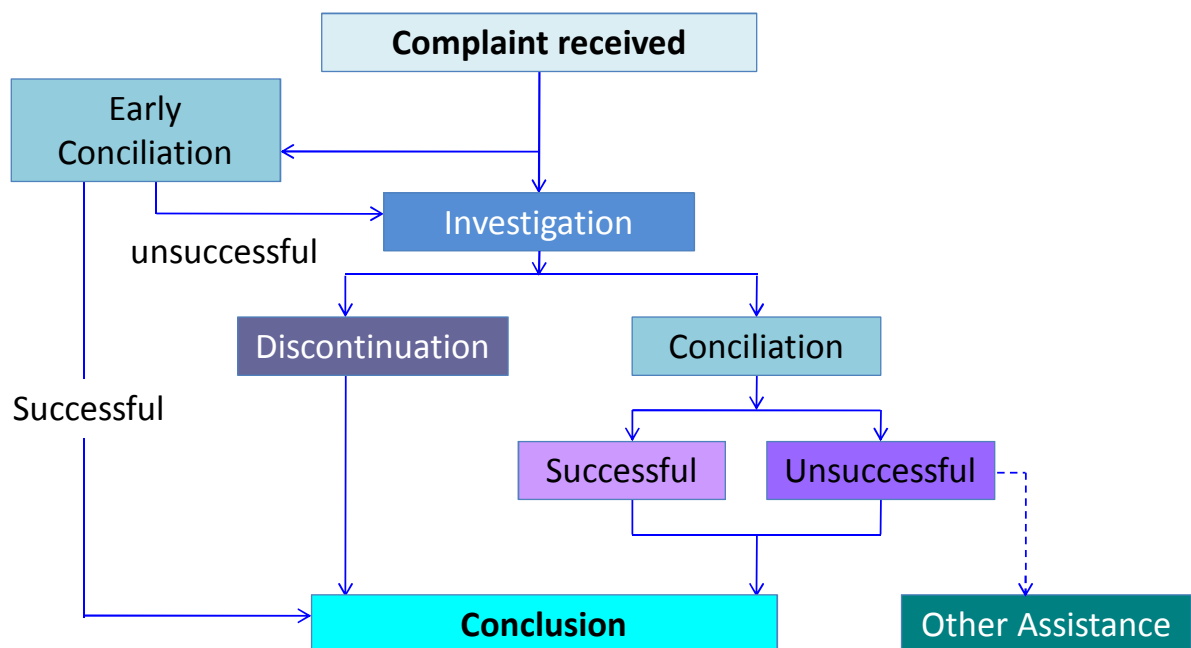 Complaint received
Early
Conciliation
Investigation
unsuccessful
Discontinuation
Conciliation
Successful
Successful
Unsuccessful
Conclusion
Other Assistance